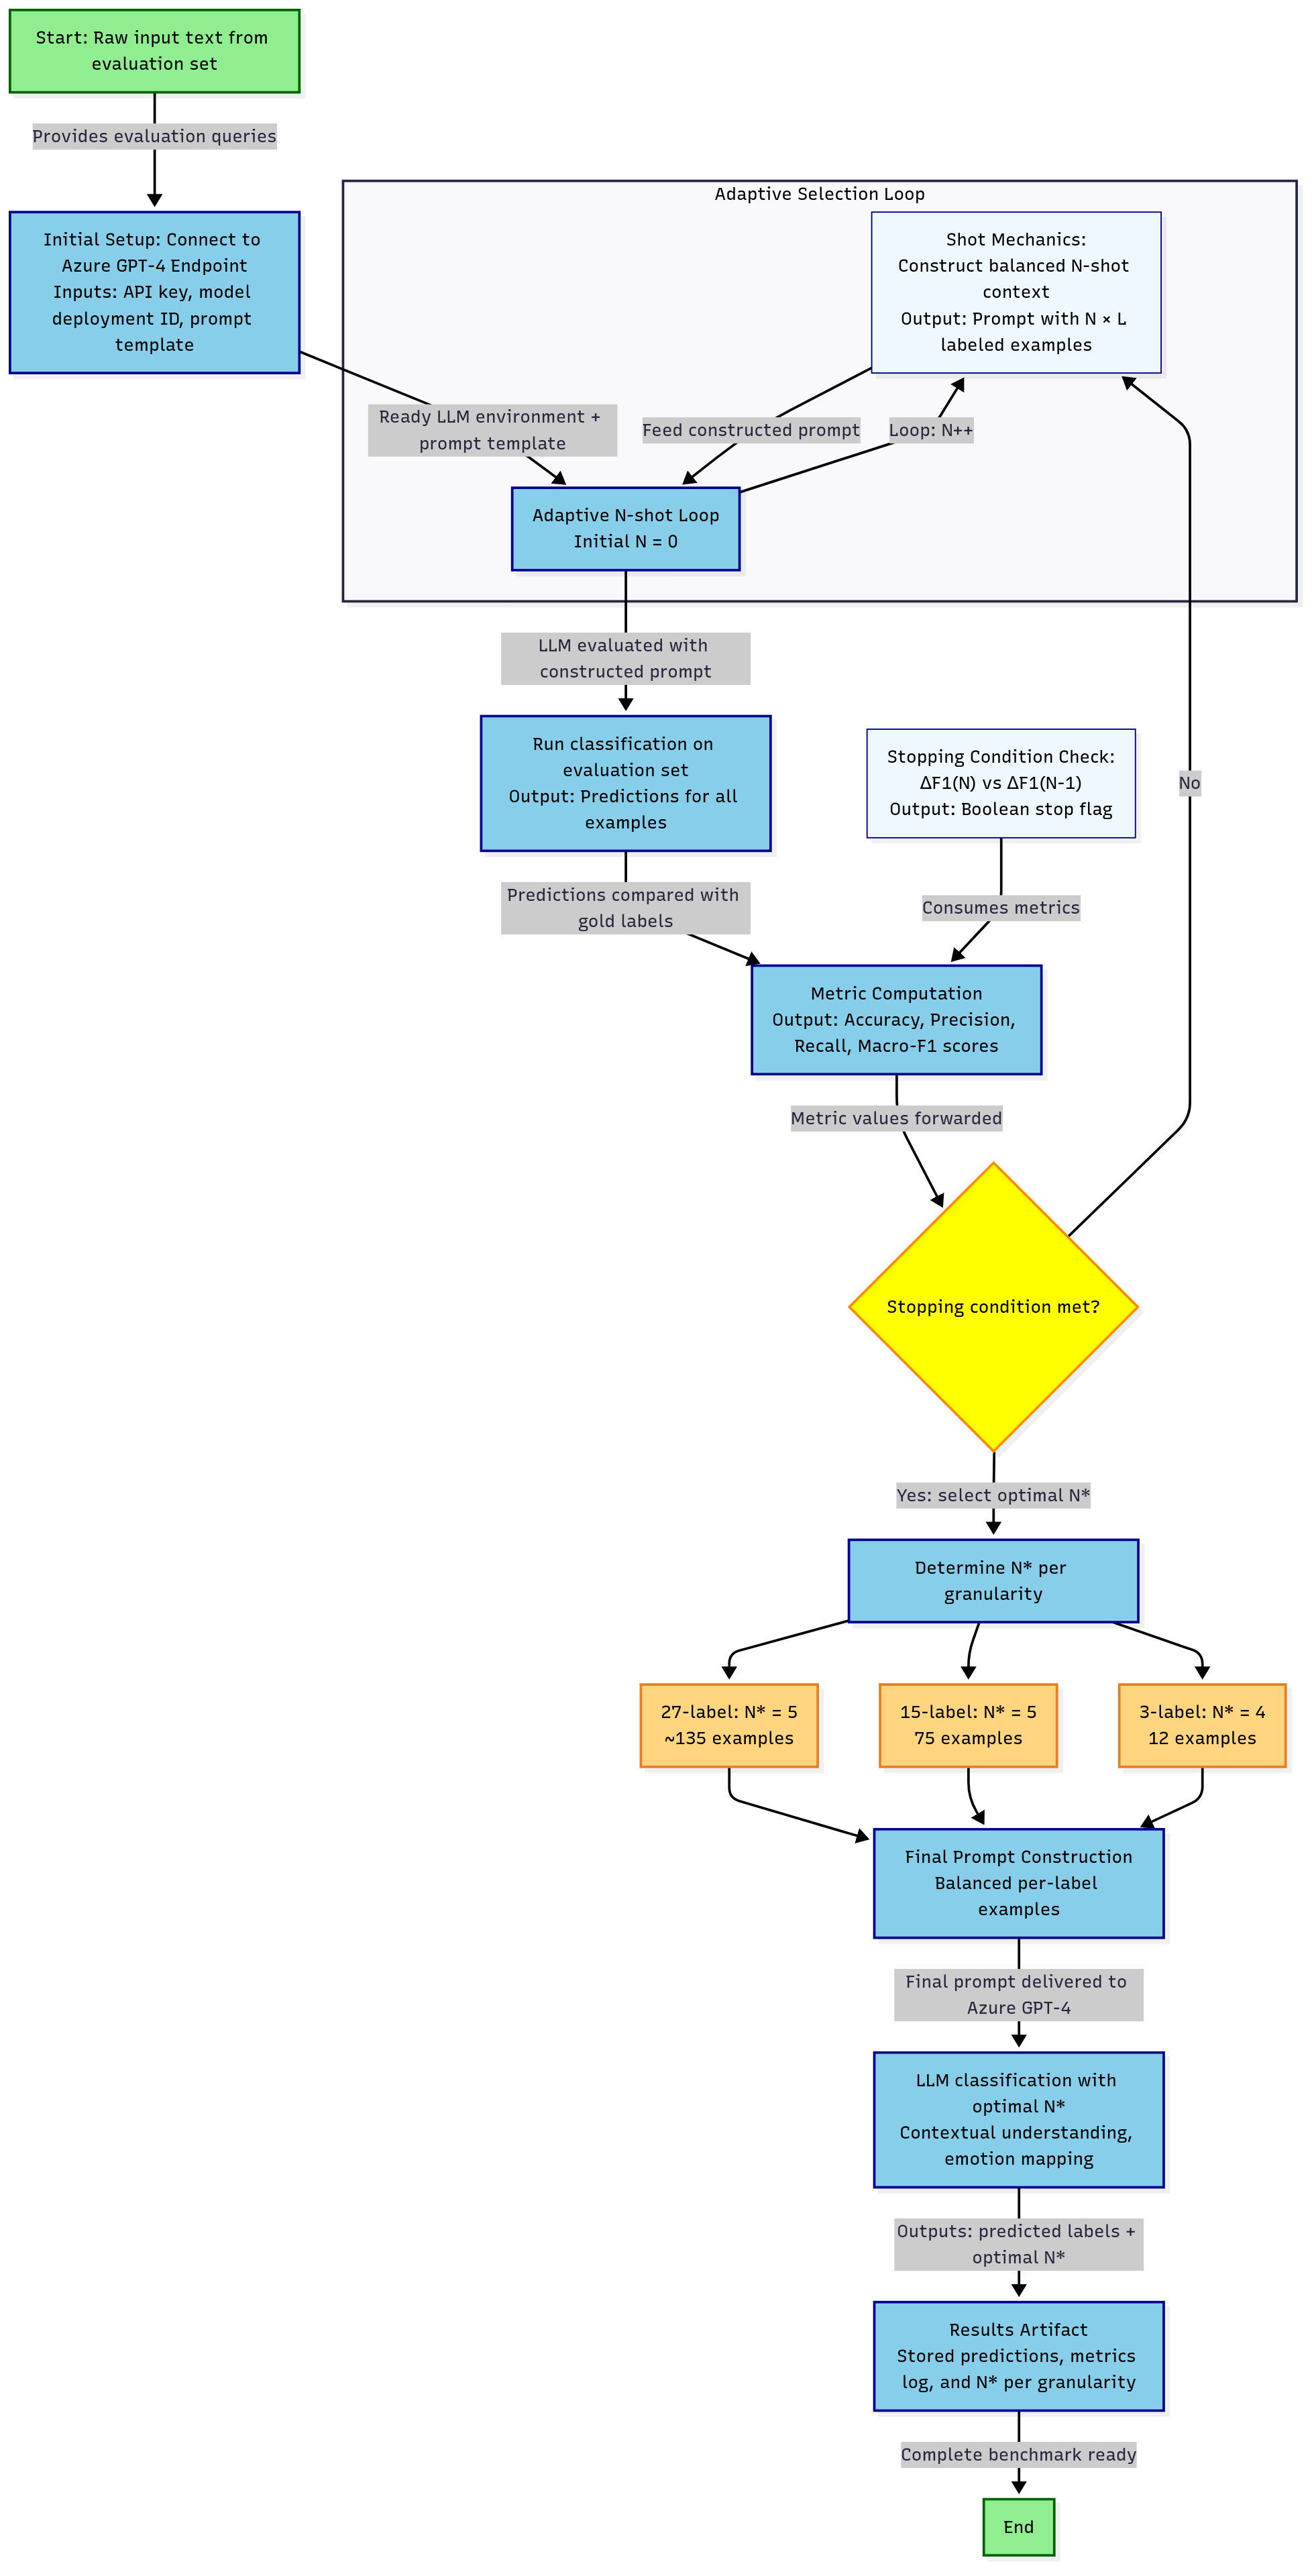 Start: Raw input text from
evaluation set
Provides evaluation queries
Initial Setup: Connect to
Azure GPT-4 Endpoint
Inputs: API key, model
deployment ID, prompt
template
Adaptive Selection Loop
Shot Mechanics:
Construct balanced N-shot
context
Output: Prompt with N × L
labeled examples
Ready LLM environment +
prompt template
Feed constructed prompt
Loop: N++
Adaptive N-shot Loop
Initial N = 0
LLM evaluated with
constructed prompt
Run classification on
evaluation set
Output: Predictions for all
examples
Stopping Condition Check:
ΔF1(N) vs ΔF1(N-1)
Output: Boolean stop flag
No
Predictions compared with
gold labels
Consumes metrics
Metric Computation
Output: Accuracy, Precision,
Recall, Macro-F1 scores
Metric values forwarded
Stopping condition met?
Yes: select optimal N*
Determine N* per
granularity
27-label: N* = 5
~135 examples
15-label: N* = 5
75 examples
3-label: N* = 4
12 examples
Final Prompt Construction
Balanced per-label
examples
Final prompt delivered to
Azure GPT-4
LLM classification with
optimal N*
Contextual understanding,
emotion mapping
Outputs: predicted labels +
optimal N*
Results Artifact
Stored predictions, metrics
log, and N* per granularity
Complete benchmark ready
End